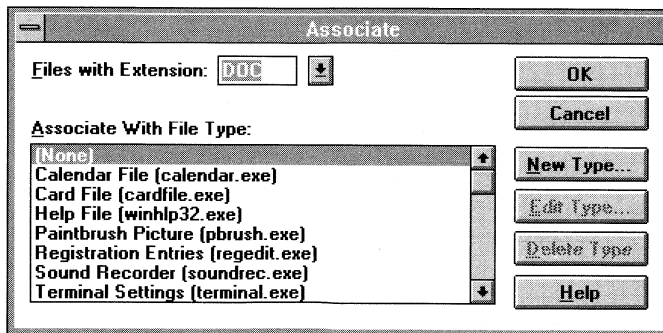 Associate
Files with Extension: DOC
OK
Cancel
Associate With File Type:
(None)
Calendar File (calendar.exe)
Card File (cardfile.exe)
Help File (winhlp32.exe)
Paintbrush Picture (pbrush.exe)
Registration Entries (regedit.exe)
Sound Recorder (soundrec.exe)
Terminal Settings (terminal.exe)
New Type...
Edit Type...
Delete Type
Help